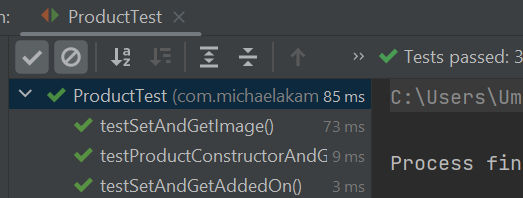 n: ProductTest
Tests passed: 3
ProductTest (com.michaelakam 85 ms
testSetAndGetImage() 73 ms
testProductConstructorAndG 9 ms
testSetAndGetAddedOn() 3 ms
C:\Users\Um
Process fin